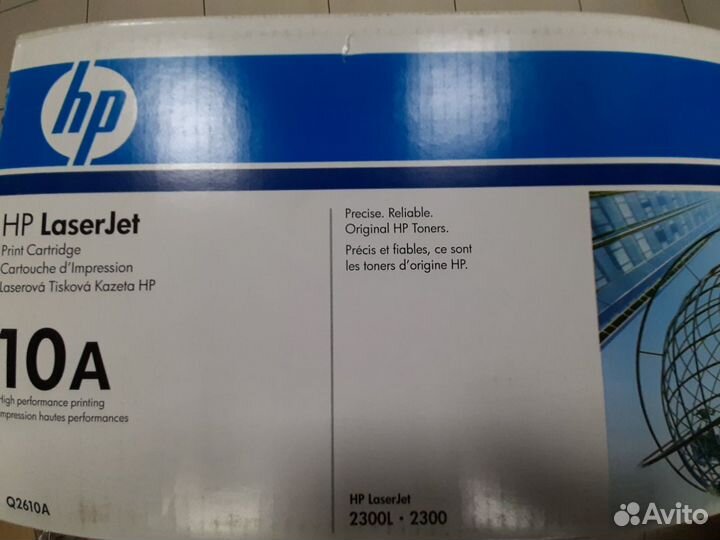 hp
HP LaserJet
Print Cartridge
Cartouche d'Impression
Laserová Tisková Kazeta HP
10A
High performance printing
Impression hautes performances
Q2610A
Precise. Reliable.
Original HP Toners.
Précis et fiables, ce sont
les toners d'origine HP.
HP LaserJet
2300L · 2300
Avito